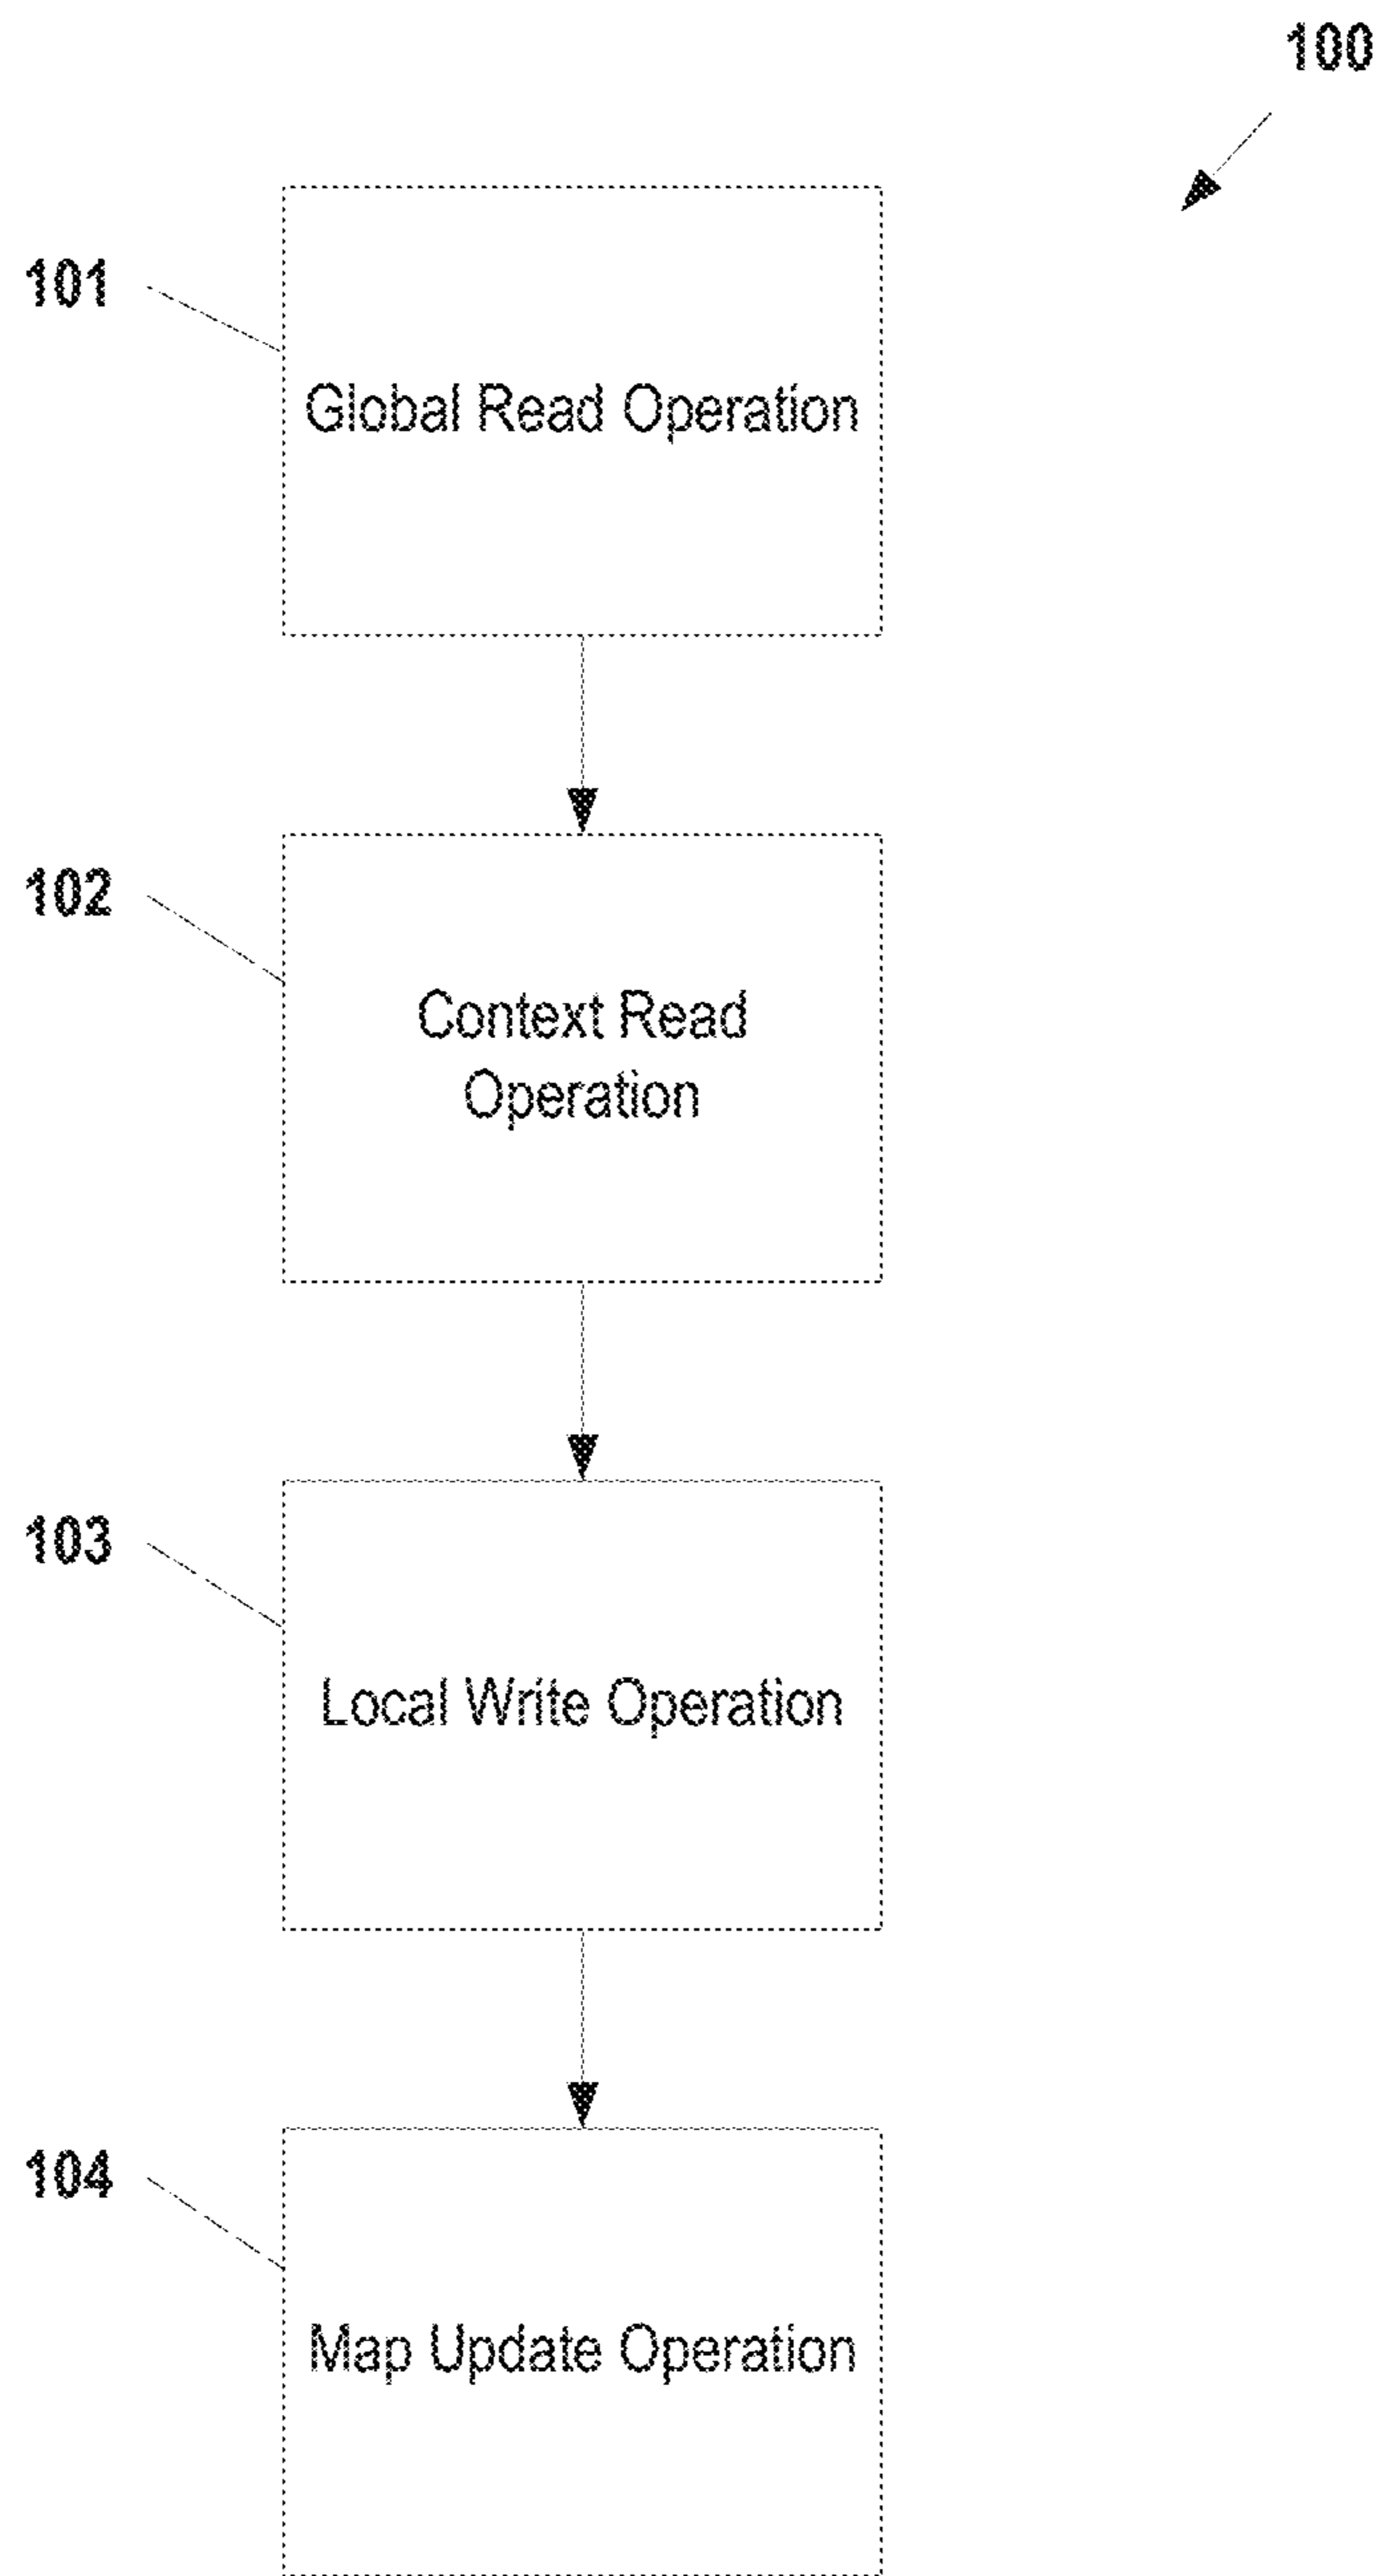 100
101
Global Read Operation
102
Context Read
Operation
103
Local Write Operation
104
Map Update Operation